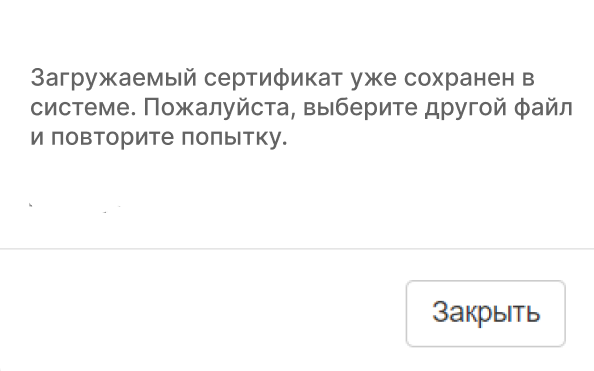 Загружаемый сертификат уже сохранен в
системе. Пожалуйста, выберите другой файл
и повторите попытку.
Закрыть